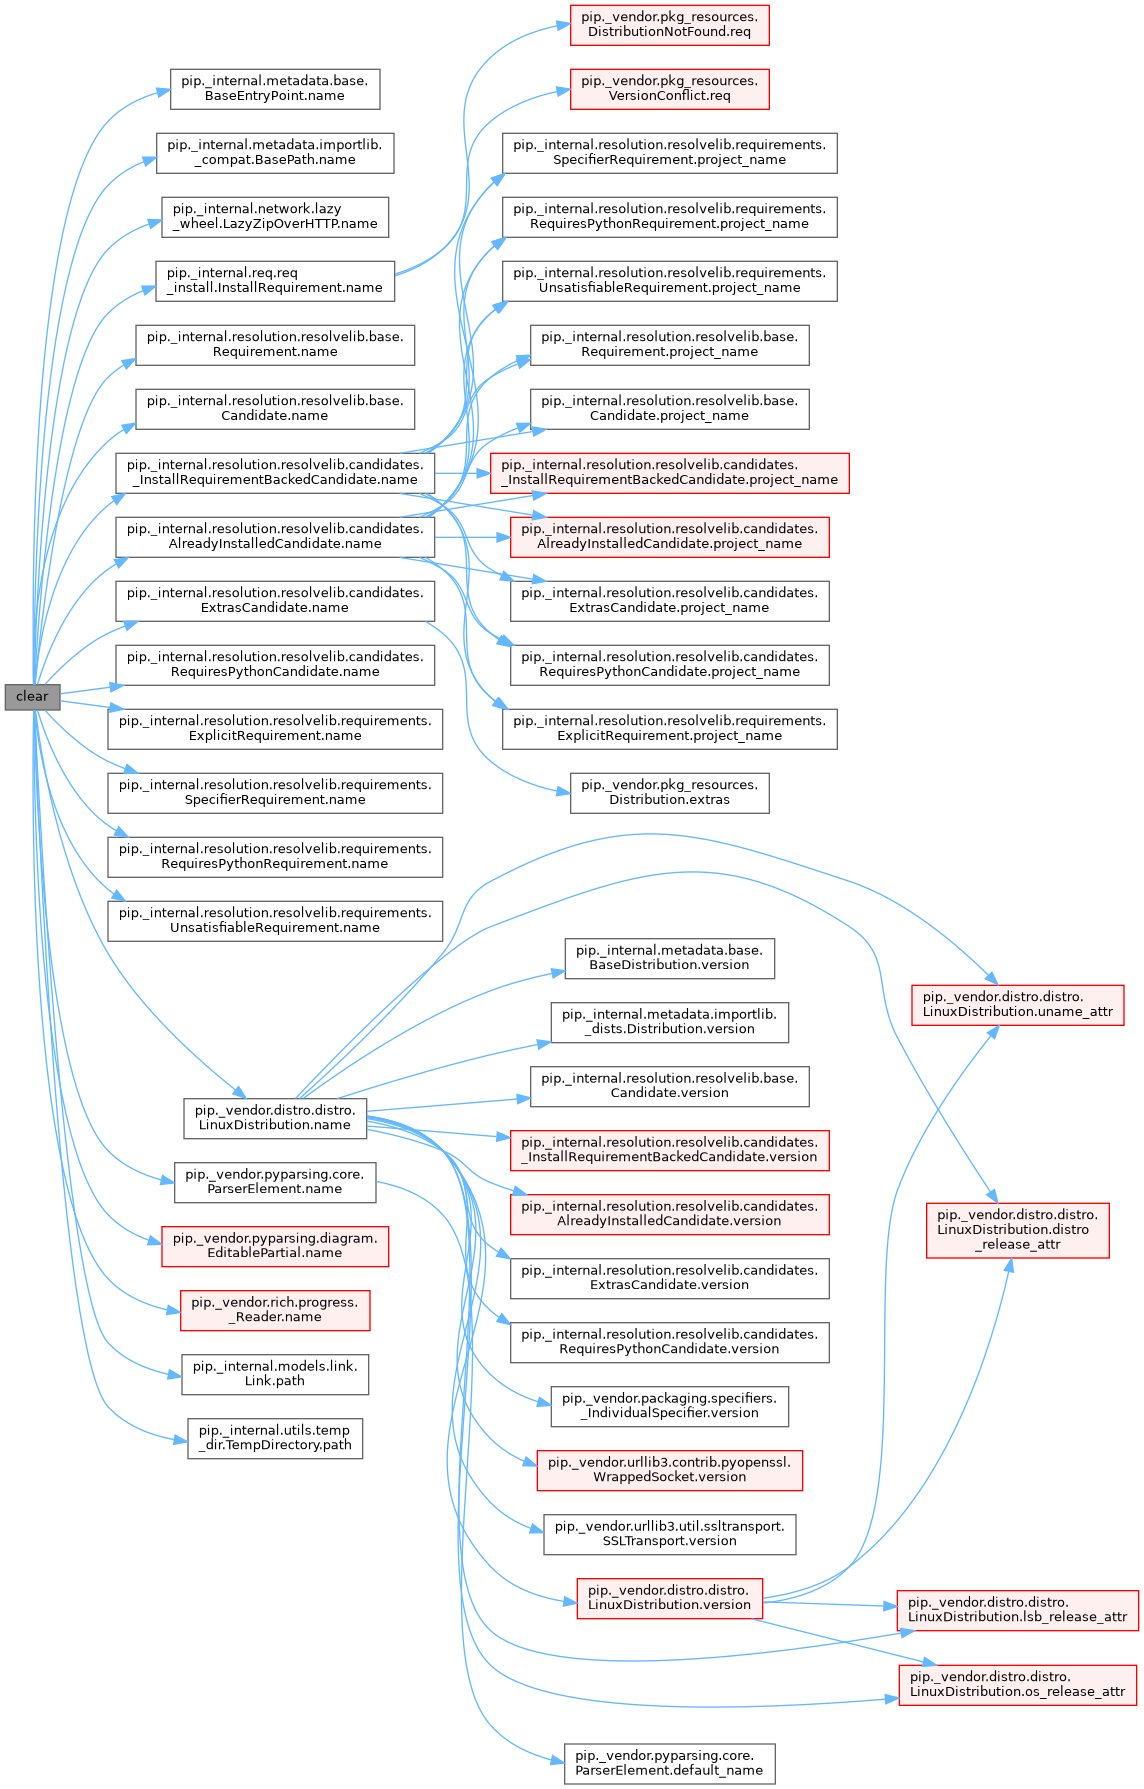 clear
pip._internal.metadata.base.
BaseEntryPoint.name
pip._internal.metadata.importlib.
_compat.BasePath.name
pip._internal.network.lazy
_wheel.LazyZipOverHTTP.name
pip._internal.req.req
_install.InstallRequirement.name
pip._internal.resolution.resolvelib.base.
Requirement.name
pip._internal.resolution.resolvelib.base.
Candidate.name
pip._internal.resolution.resolvelib.candidates.
_InstallRequirementBackedCandidate.name
pip._internal.resolution.resolvelib.candidates.
AlreadyInstalledCandidate.name
pip._internal.resolution.resolvelib.candidates.
ExtrasCandidate.name
pip._internal.resolution.resolvelib.candidates.
RequiresPythonCandidate.name
pip._internal.resolution.resolvelib.requirements.
ExplicitRequirement.name
pip._internal.resolution.resolvelib.requirements.
SpecifierRequirement.name
pip._internal.resolution.resolvelib.requirements.
RequiresPythonRequirement.name
pip._internal.resolution.resolvelib.requirements.
UnsatisfiableRequirement.name
pip._vendor.distro.distro.
LinuxDistribution.name
pip._vendor.pyparsing.core.
ParserElement.name
pip._vendor.pyparsing.diagram.
EditablePartial.name
pip._vendor.rich.progress.
_Reader.name
pip._internal.models.link.
Link.path
pip._internal.utils.temp
_dir.TempDirectory.path
pip._vendor.pkg_resources.
DistributionNotFound.req
pip._vendor.pkg_resources.
VersionConflict.req
pip._internal.resolution.resolvelib.requirements.
SpecifierRequirement.project_name
pip._internal.resolution.resolvelib.requirements.
RequiresPythonRequirement.project_name
pip._internal.resolution.resolvelib.requirements.
UnsatisfiableRequirement.project_name
pip._internal.resolution.resolvelib.base.
Requirement.project_name
pip._internal.resolution.resolvelib.base.
Candidate.project_name
pip._internal.resolution.resolvelib.candidates.
_InstallRequirementBackedCandidate.project_name
pip._internal.resolution.resolvelib.candidates.
AlreadyInstalledCandidate.project_name
pip._internal.resolution.resolvelib.candidates.
ExtrasCandidate.project_name
pip._internal.resolution.resolvelib.candidates.
RequiresPythonCandidate.project_name
pip._internal.resolution.resolvelib.requirements.
ExplicitRequirement.project_name
pip._vendor.pkg_resources.
Distribution.extras
pip._internal.metadata.base.
BaseDistribution.version
pip._internal.metadata.importlib.
_dists.Distribution.version
pip._internal.resolution.resolvelib.base.
Candidate.version
pip._internal.resolution.resolvelib.candidates.
_InstallRequirementBackedCandidate.version
pip._internal.resolution.resolvelib.candidates.
AlreadyInstalledCandidate.version
pip._internal.resolution.resolvelib.candidates.
ExtrasCandidate.version
pip._internal.resolution.resolvelib.candidates.
RequiresPythonCandidate.version
pip._vendor.packaging.specifiers.
_IndividualSpecifier.version
pip._vendor.urllib3.contrib.pyopenssl.
WrappedSocket.version
pip._vendor.urllib3.util.ssltransport.
SSLTransport.version
pip._vendor.distro.distro.
LinuxDistribution.version
pip._vendor.pyparsing.core.
ParserElement.default_name
pip._vendor.distro.distro.
LinuxDistribution.uname_attr
pip._vendor.distro.distro.
LinuxDistribution.distro
_release_attr
pip._vendor.distro.distro.
LinuxDistribution.lsb_release_attr
pip._vendor.distro.distro.
LinuxDistribution.os_release_attr